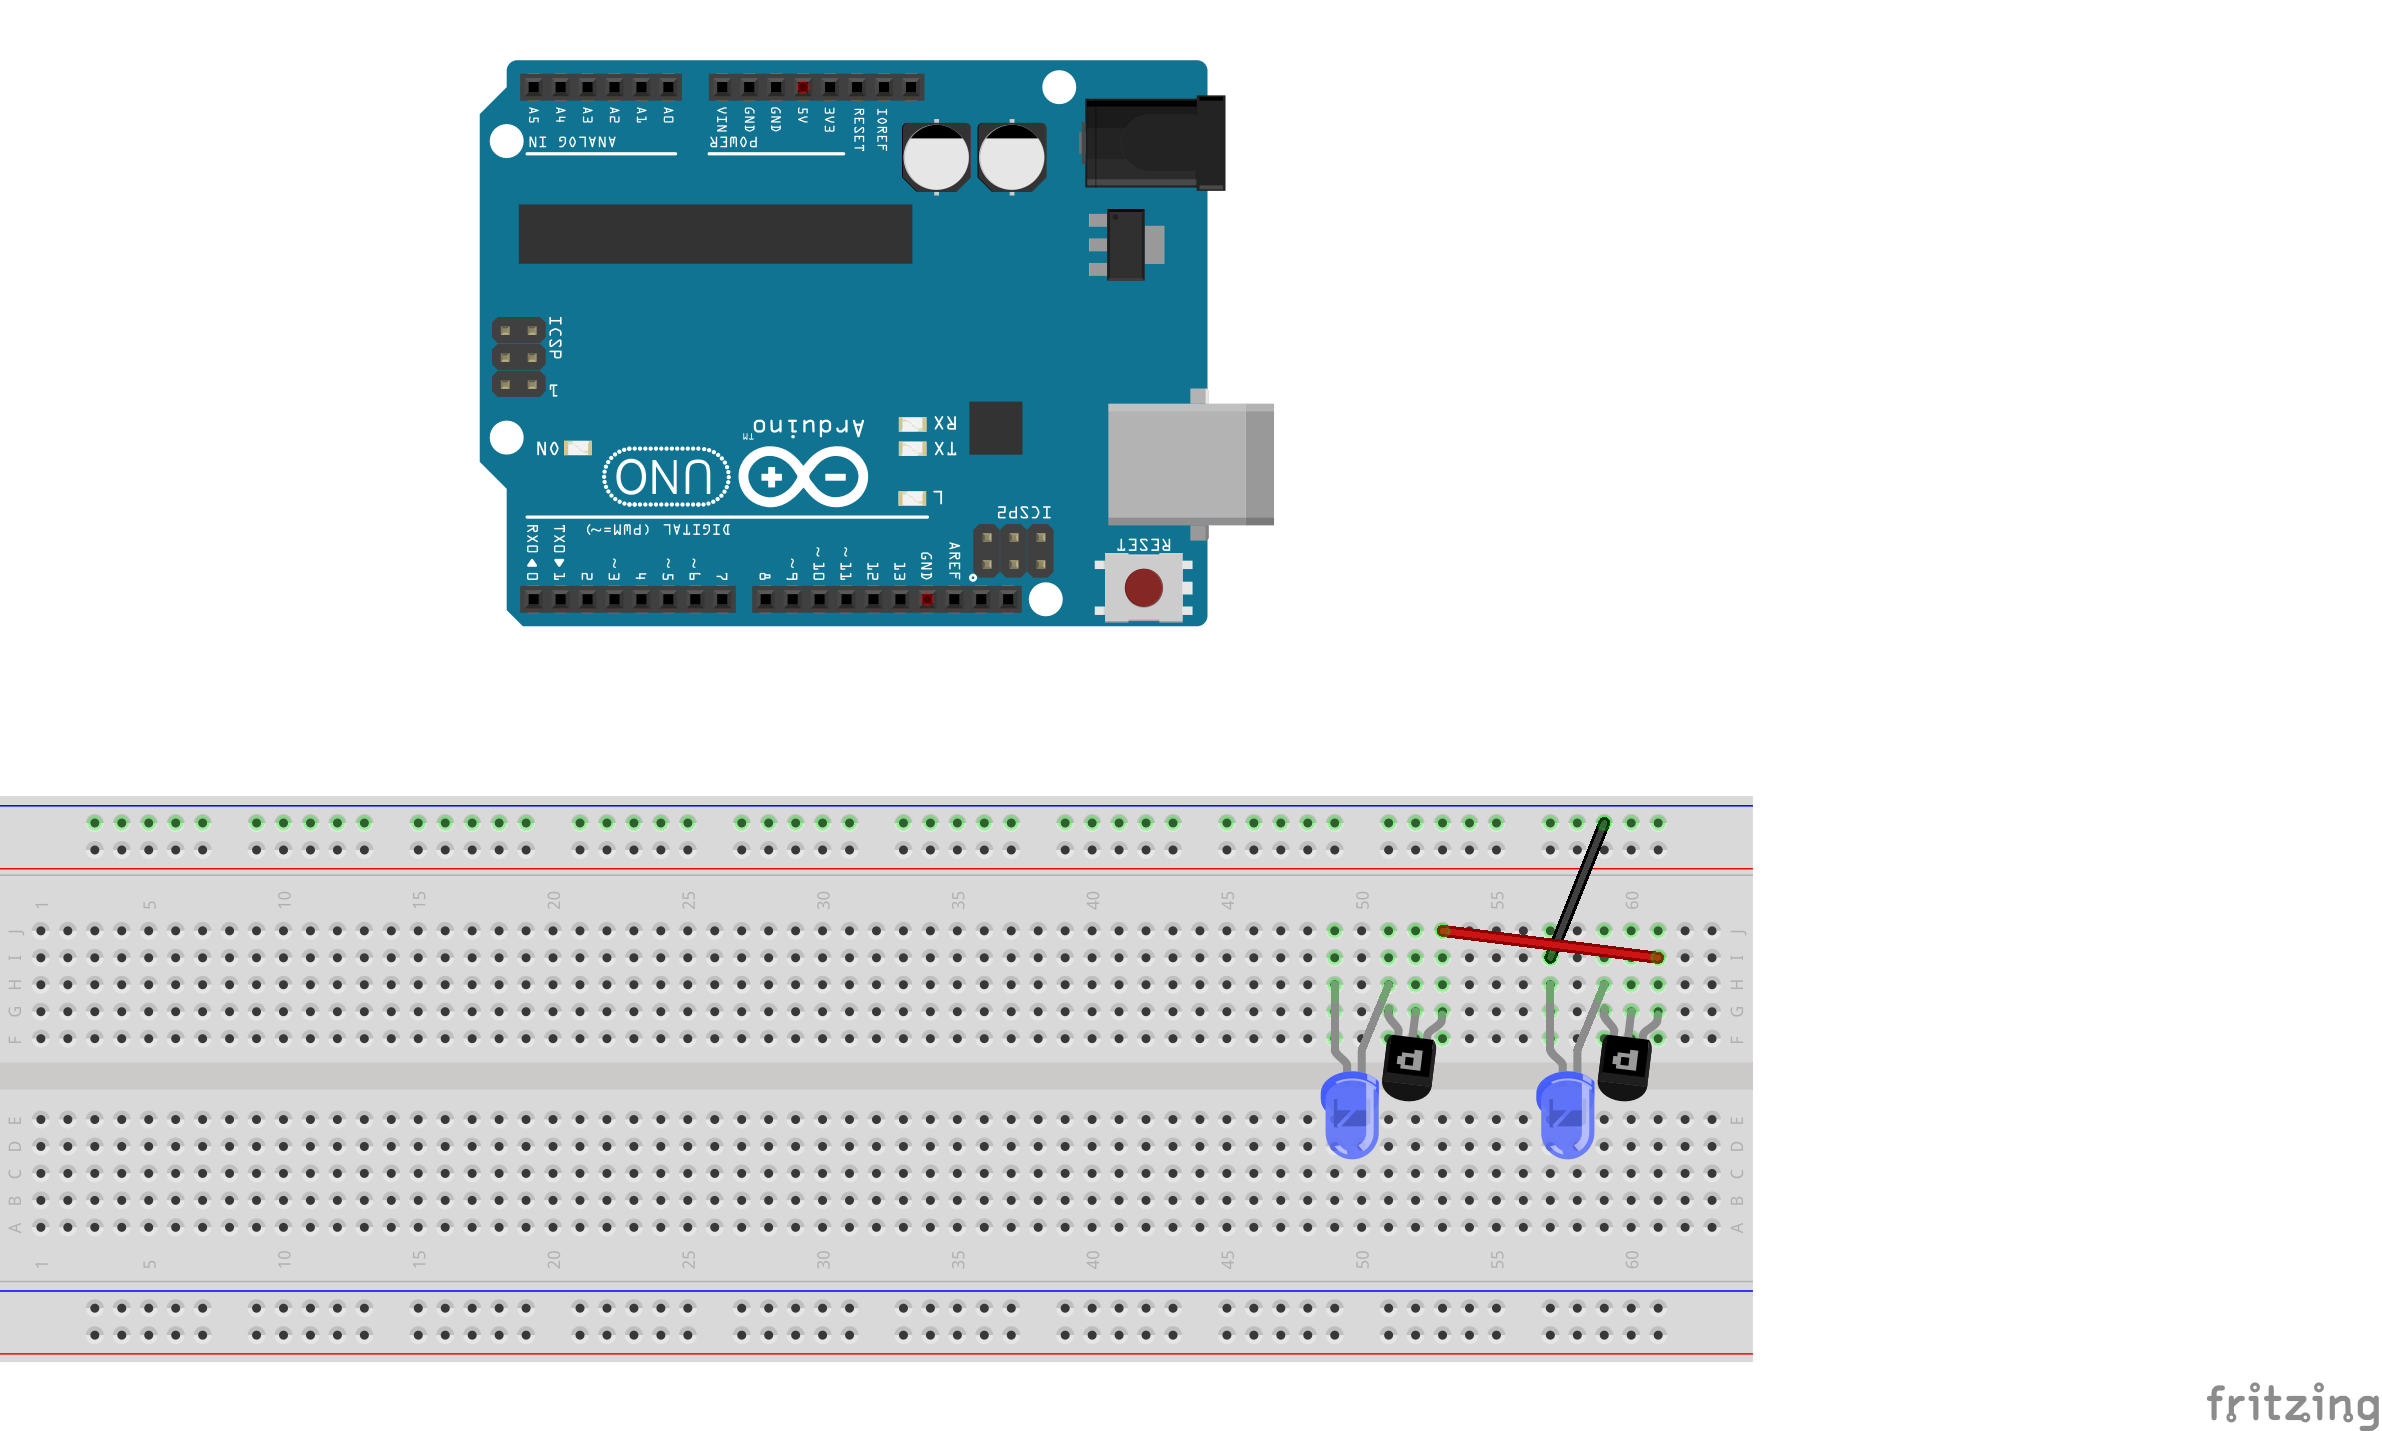 A5 A4 A3 A2 A1 A0 VIN GND GND 5V 3V3 RESET IOREF
ANALOG IN POWER
ICSP
1
Arduino
TM
RX
ON UNO TX
L
ICSP2
DIGITAL (PWM=~)
RESET
RX0 TX0 AREF
0 1 2 ~3 4 ~5 ~6 7 8 ~9 ~10 ~11 12 13 GND
1 5 10 15 20 25 30 35 40 45 50 55 60
J J
I I
H H
G G
F F
E E
D D
C C
B B
A A
1 5 10 15 20 25 30 35 40 45 50 55 60
fritzing